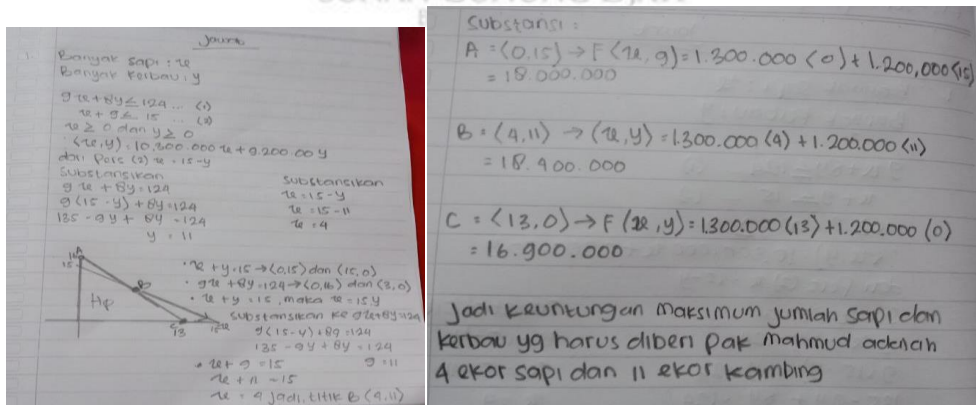 Jawab
1. Banyak sapi : x
Banyak kerbau : y
9x + 8y ≤ 124 ... (1)
x + y ≤ 15 ... (2)
x ≥ 0 dan y ≥ 0
(x,y) : 10.300.000 x + 9.200.00 y
dari Pers (2) x = 15 - y
Substansikan
9x + 8y = 124
9 (15 - y) + 8y = 124
135 - 9y + 8y = 124
y = 11
Substansikan
x = 15 - y
x = 15 - 11
x = 4
A
15
B
Hp
C
13
15
x
• x + y = 15 → (0,15) dan (15,0)
• 9x + 8y = 124 → (0,16) dan (3,0)
• x + y = 15, maka x = 15 y
Substansikan ke 9x + 8y = 124
9 (15 - y) + 8y = 124
135 - 9y + 8y = 124
y = 11
• x + y = 15
x + 11 = 15
x = 4 Jadi, titik B (4,11)
Substansi :
A = (0,15) → F (x, y) = 1.300.000 (0) + 1.200,000 (15)
= 18.000.000
B = (4,11) → (x, y) = 1.300.000 (4) + 1.200.000 (11)
= 18.400.000
C = (13,0) → F (x, y) = 1.300.000 (13) + 1.200.000 (0)
= 16.900.000
Jadi keuntungan maksimum jumlah sapi dan
kerbau yg harus diberi pak mahmud adalah
4 ekor sapi dan 11 ekor kambing